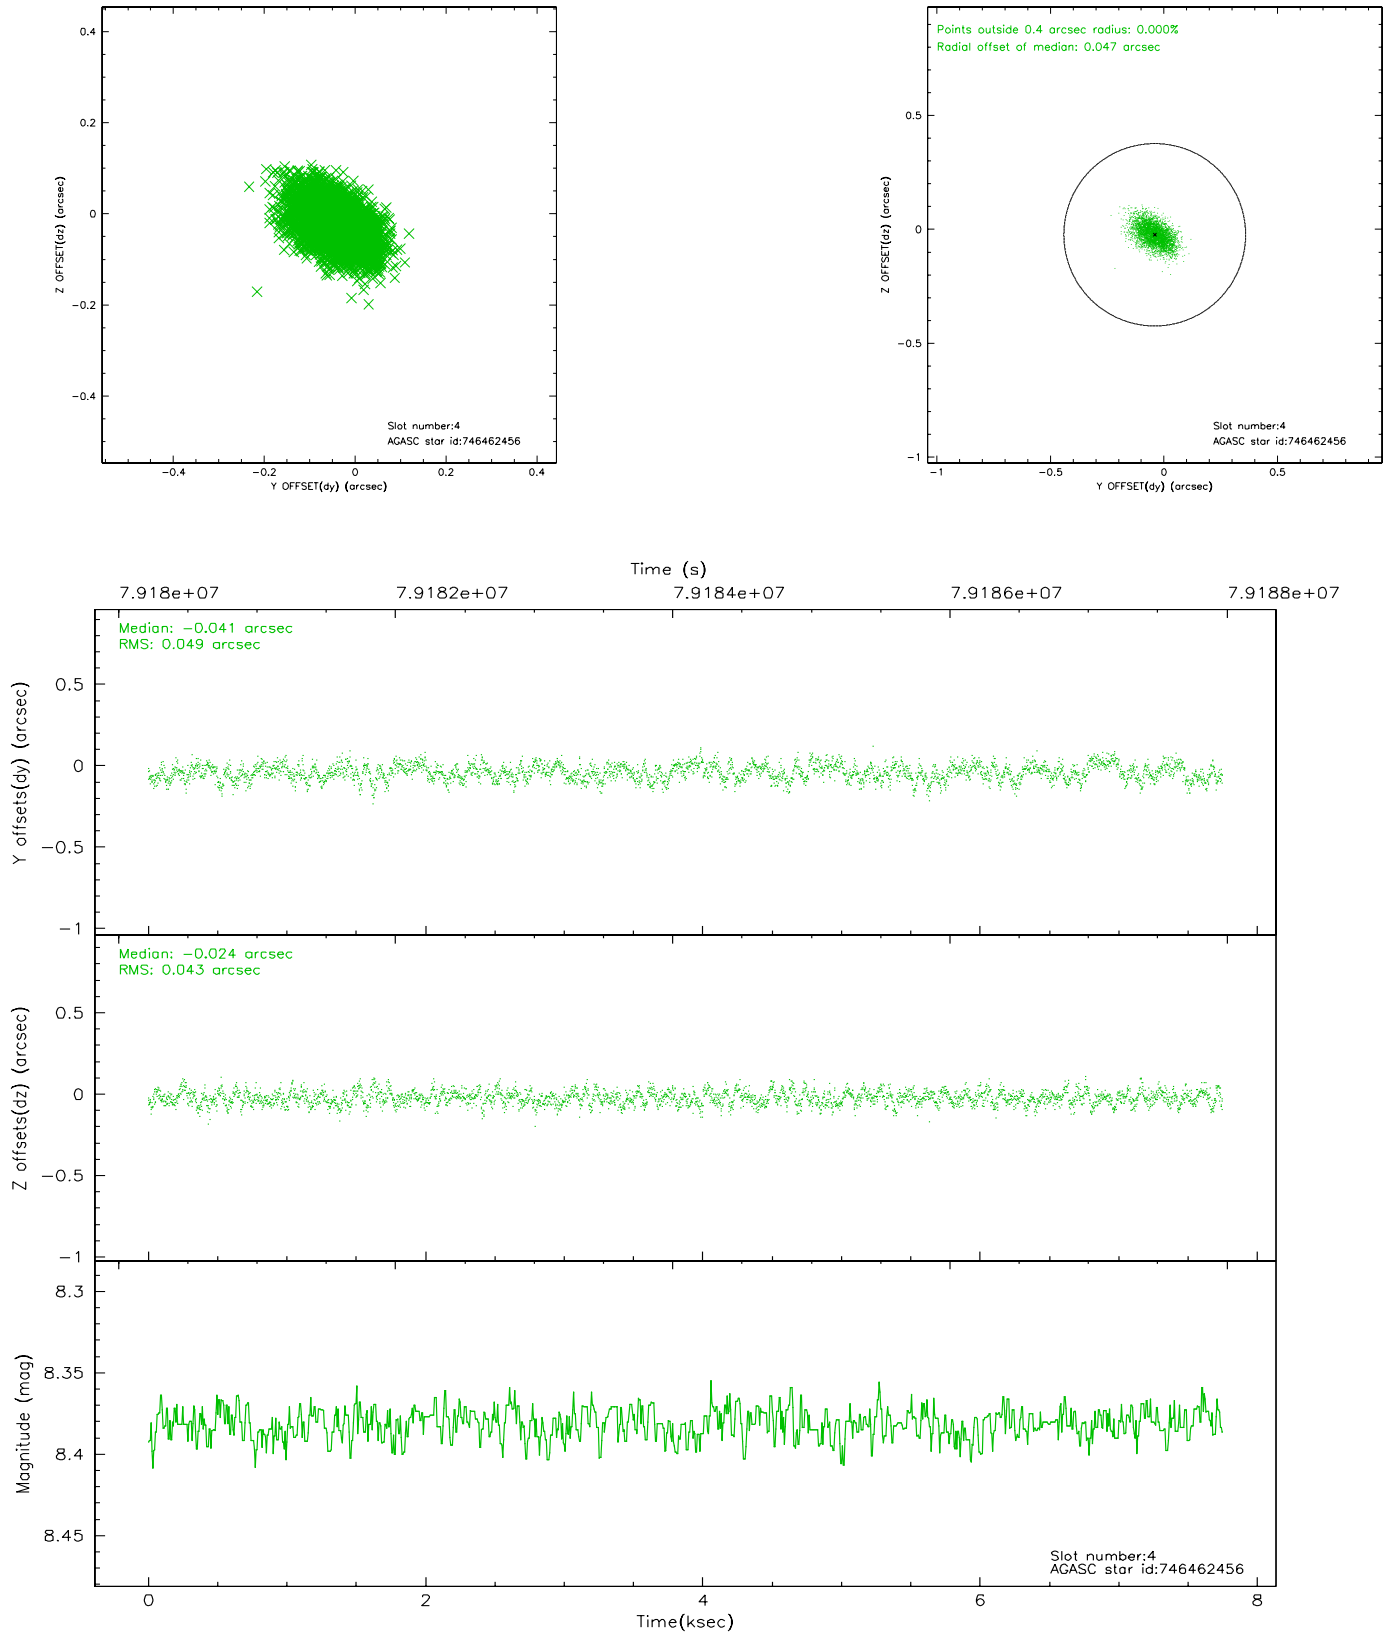 0.4
0.2
0
−0.2
−0.4
Z OFFSET(dz) (arcsec)
Slot number:4
AGASC star id:746462456
−0.4
−0.2
0
0.2
0.4
Y OFFSET(dy) (arcsec)
Points outside 0.4 arcsec radius: 0.000%
Radial offset of median: 0.047 arcsec
0.5
0
−0.5
−1
Z OFFSET(dz) (arcsec)
Slot number:4
AGASC star id:746462456
−1
−0.5
0
0.5
Y OFFSET(dy) (arcsec)
Time (s)
7.918e+07
7.9182e+07
7.9184e+07
7.9186e+07
7.9188e+07
Median: −0.041 arcsec
RMS: 0.049 arcsec
0.5
0
−0.5
−1
Y offsets(dy) (arcsec)
Median: −0.024 arcsec
RMS: 0.043 arcsec
0.5
0
−0.5
−1
Z offsets(dz) (arcsec)
8.3
8.35
8.4
8.45
Magnitude (mag)
Slot number:4
AGASC star id:746462456
0
2
4
6
8
Time(ksec)